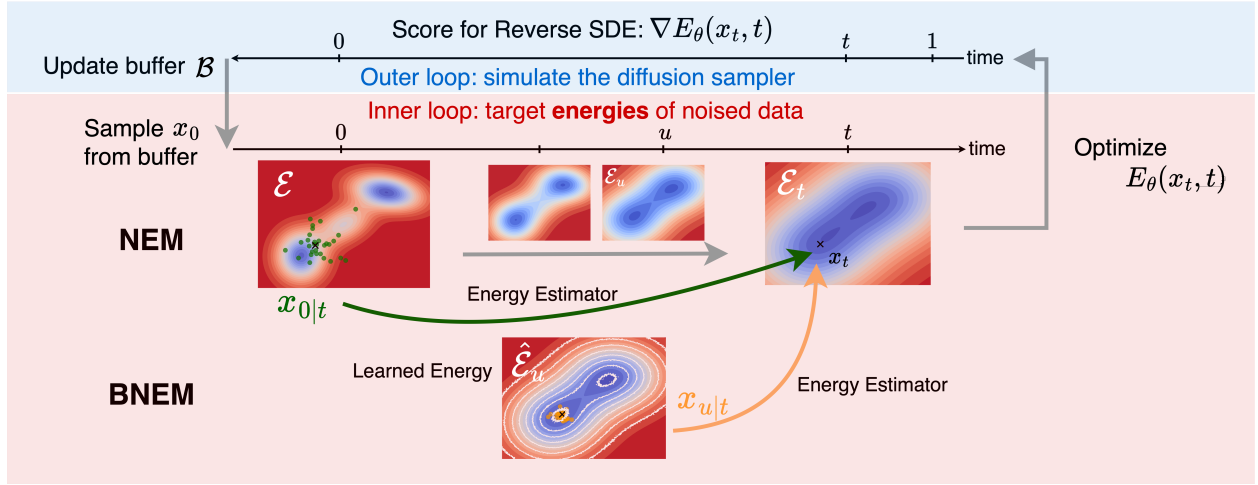 Score for Reverse SDE: ∇E_θ(x_t, t)
0 t 1
time
Update buffer ℬ
Outer loop: simulate the diffusion sampler
Inner loop: target energies of noised data
Sample x_0
from buffer
0 u t
time
Optimize
E_θ(x_t, t)
ℰ
ℰ_u
ℰ_t
NEM
x_t
x_{0|t}
Energy Estimator
Learned Energy
ℰ̂_u
BNEM
x_{u|t}
Energy Estimator